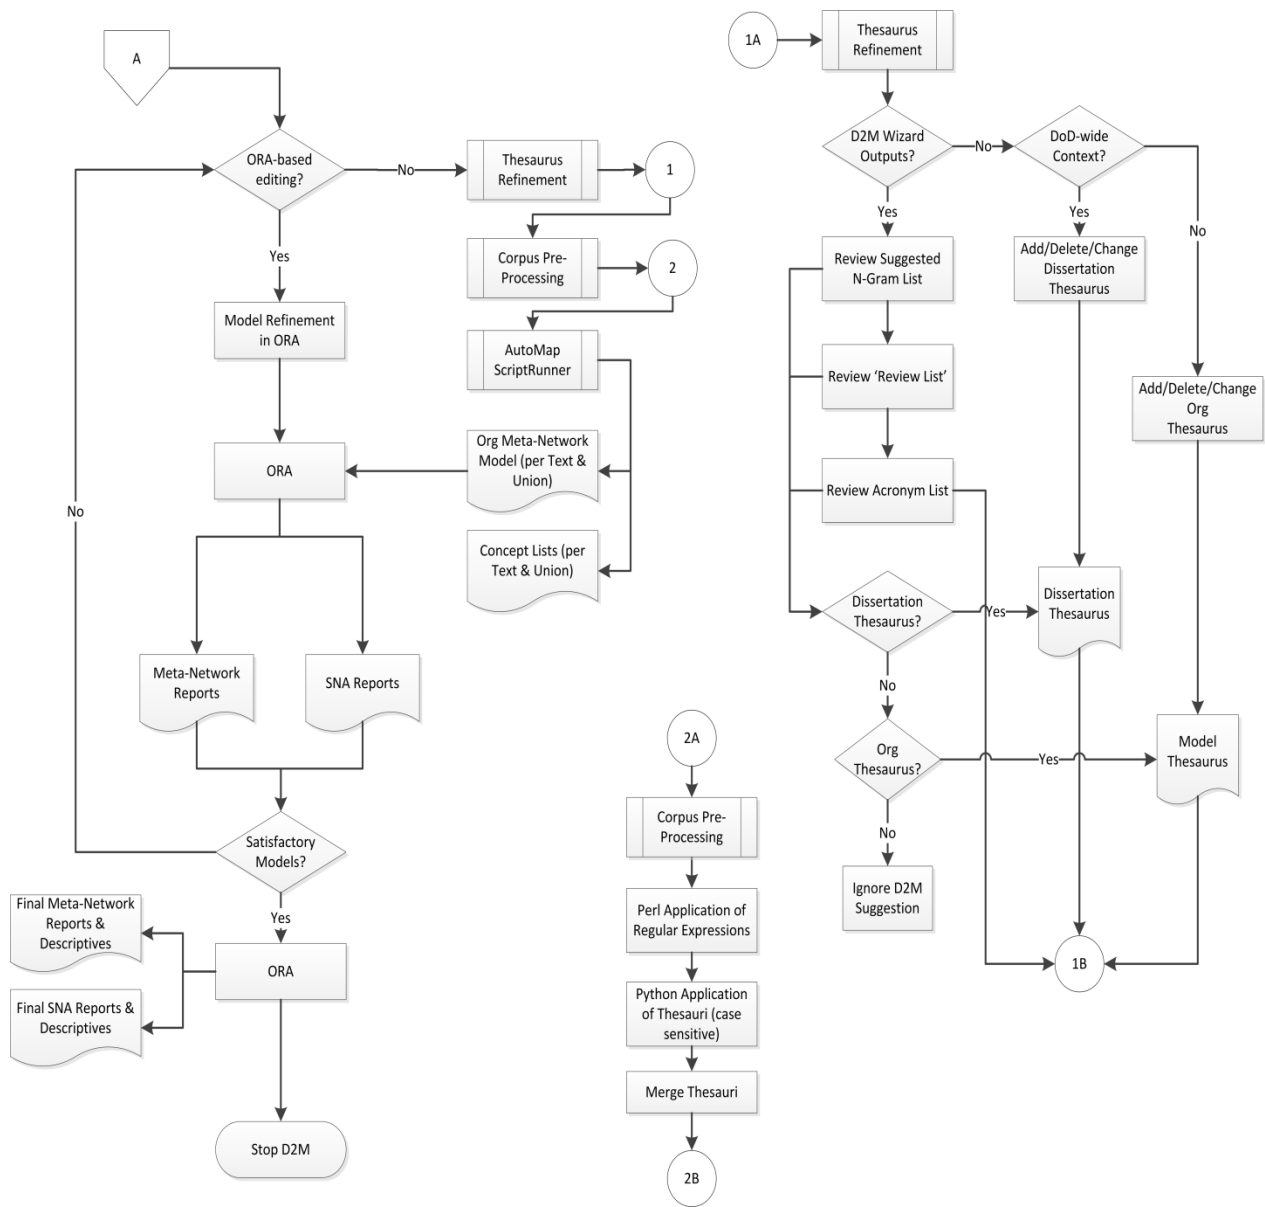 A
ORA-based
editing?
No
Thesaurus
Refinement
1
Yes
Corpus Pre-
Processing
2
Model Refinement
in ORA
AutoMap
ScriptRunner
ORA
Org Meta-Network
Model (per Text &
Union)
No
Concept Lists (per
Text & Union)
Meta-Network
Reports
SNA Reports
Satisfactory
Models?
Yes
Final Meta-Network
Reports &
Descriptives
ORA
Final SNA Reports &
Descriptives
Stop D2M
2A
Corpus Pre-
Processing
Perl Application of
Regular Expressions
Python Application
of Thesauri (case
sensitive)
Merge Thesauri
2B
1A
Thesaurus
Refinement
D2M Wizard
Outputs?
No
DoD-wide
Context?
Yes
Yes
No
Review Suggested
N-Gram List
Add/Delete/Change
Dissertation
Thesaurus
Review ‘Review List’
Add/Delete/Change
Org
Thesaurus
Review Acronym List
Dissertation
Thesaurus?
Yes
Dissertation
Thesaurus
No
Org
Thesaurus?
Yes
Model
Thesaurus
No
Ignore D2M
Suggestion
1B